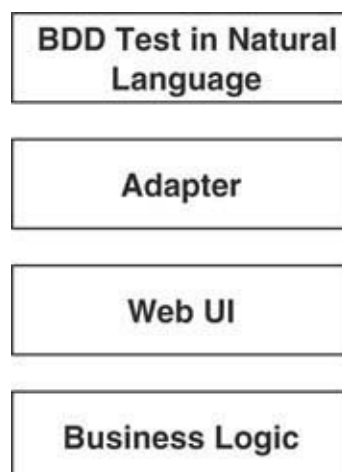 BDD Test in Natural
Language
Adapter
Web UI
Business Logic